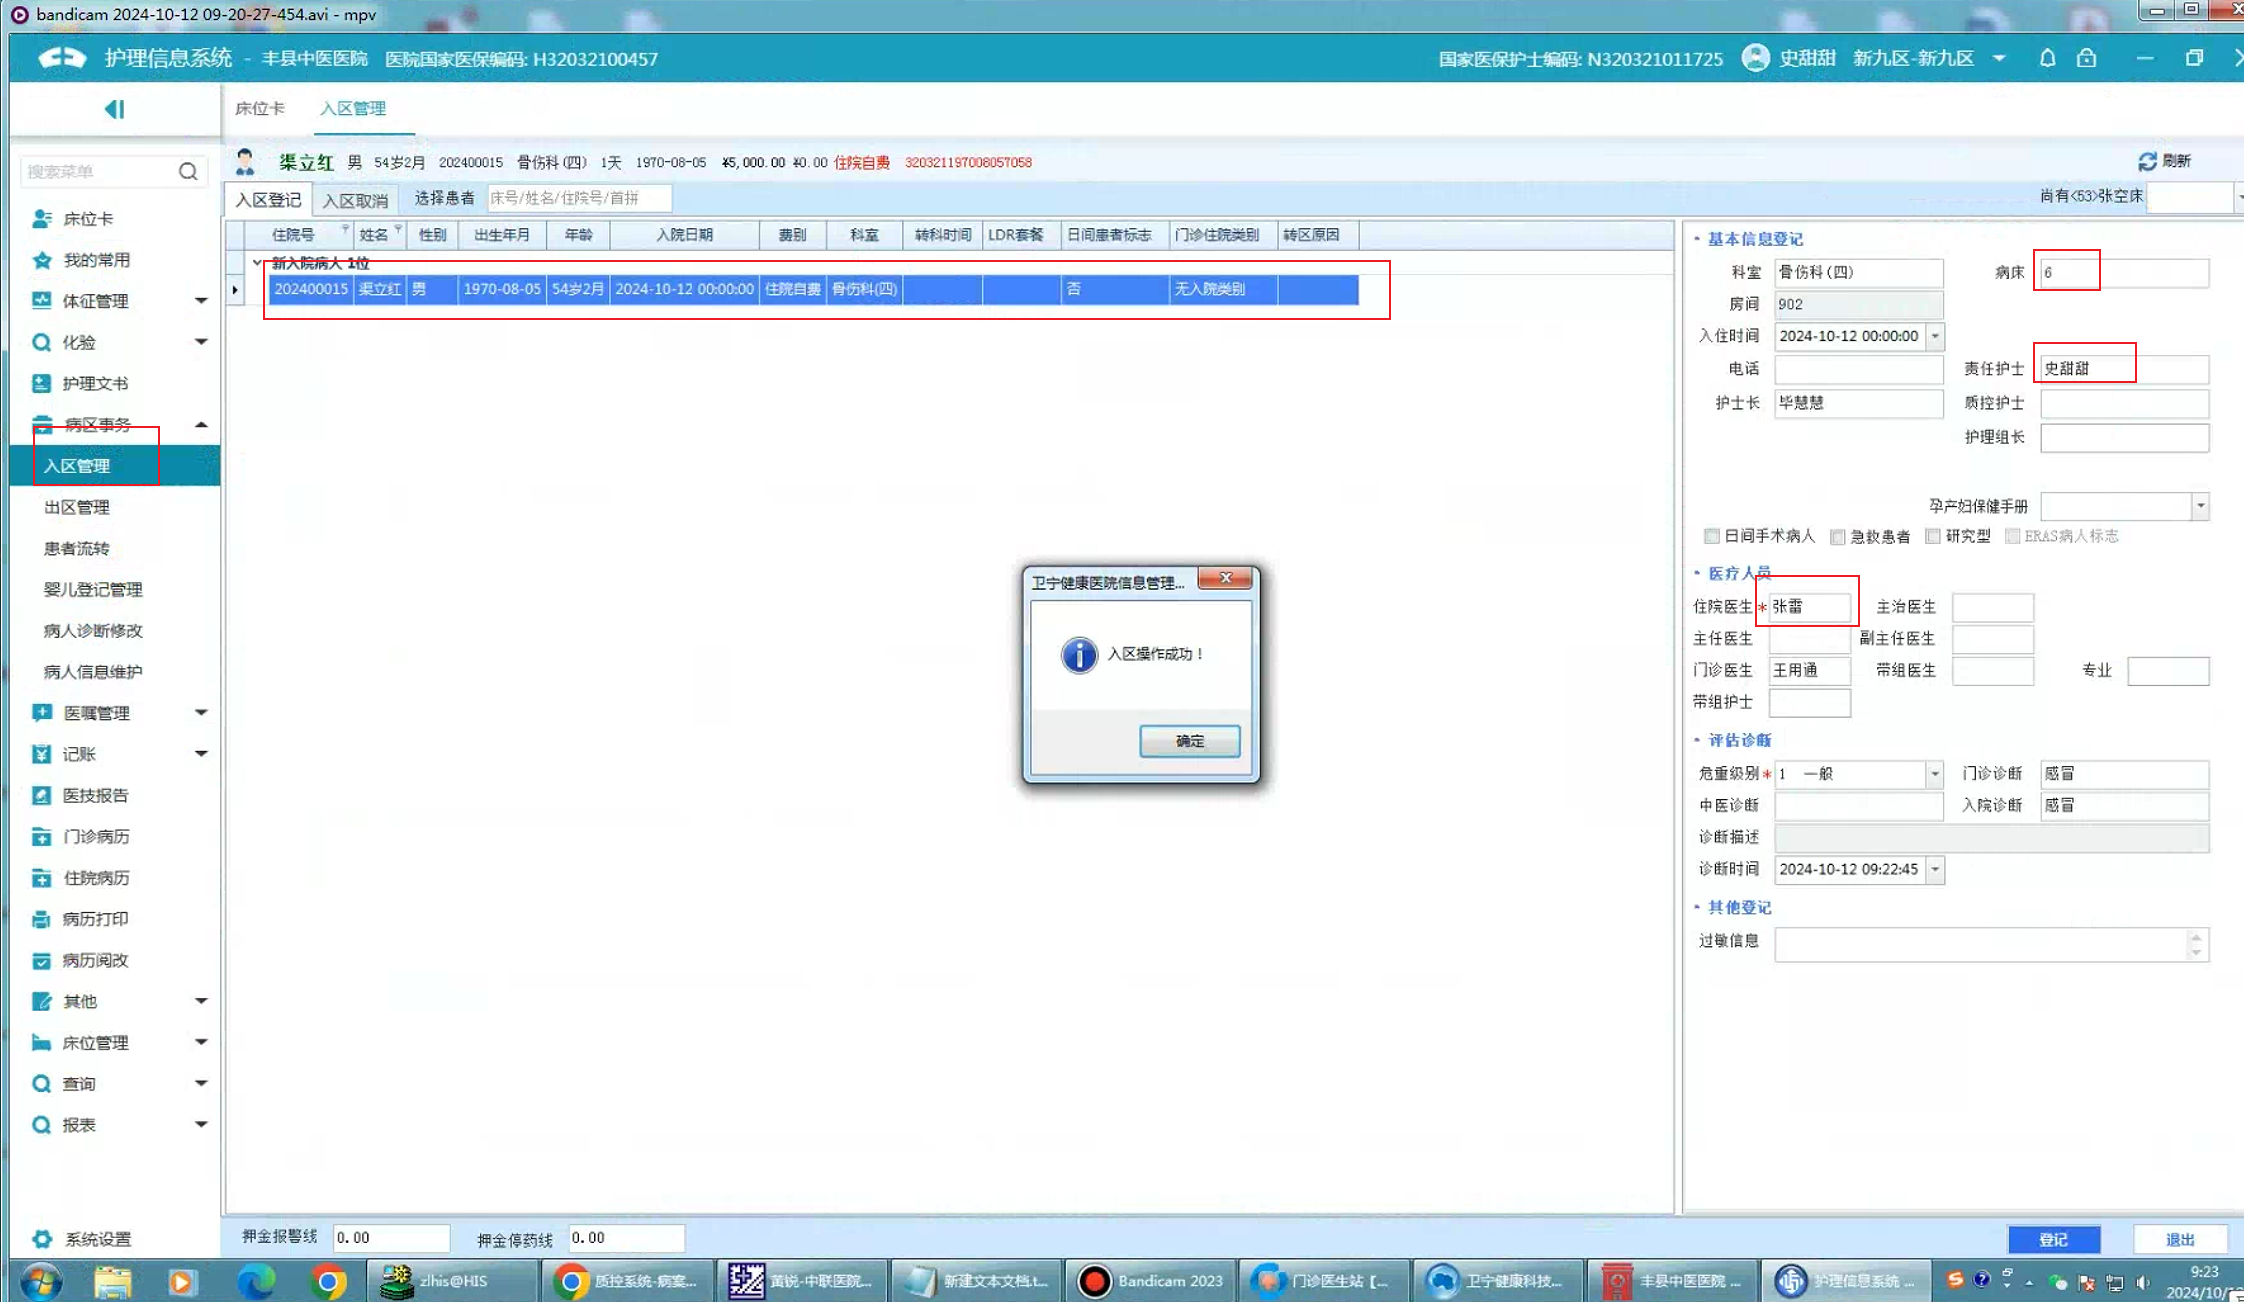 bandicam 2024-10-12 09-20-27-454.avi - mpv
护理信息系统 - 丰县中医医院 医院国家医保编码: H32032100457 国家医保护士编码: N320321011725 史甜甜 新九区-新九区
床位卡 入区管理
搜索菜单
渠立红 男 54岁2月 202400015 骨伤科(四) 1天 1970-08-05 ¥5,000.00 ¥0.00 住院自费 320321197008057058 刷新
入区登记 入区取消 选择患者 床号/姓名/住院号/首拼 尚有<53>张空床
住院号 姓名 性别 出生年月 年龄 入院日期 费别 科室 转科时间 LDR套餐 日间患者标志 门诊住院类别 转区原因
新入院病人 1位
202400015 渠立红 男 1970-08-05 54岁2月 2024-10-12 00:00:00 住院自费 骨伤科(四) 否 无入院类别
床位卡
我的常用
体征管理
化验
护理文书
病区事务
入区管理
出区管理
患者流转
婴儿登记管理
病人诊断修改
病人信息维护
医嘱管理
记账
医技报告
门诊病历
住院病历
病历打印
病历阅改
其他
床位管理
查询
报表
系统设置
卫宁健康医院信息管理...
入区操作成功！
确定
基本信息登记
科室 骨伤科(四) 病床 6
房间 902
入住时间 2024-10-12 00:00:00
电话 责任护士 史甜甜
护士长 毕慧慧 质控护士
护理组长
孕产妇保健手册
日间手术病人 急救患者 研究型 ERAS病人标志
医疗人员
住院医生* 张雷 主治医生
主任医生 副主任医生
门诊医生 王用通 带组医生 专业
带组护士
评估诊断
危重级别* 1 一般 门诊诊断 感冒
中医诊断 入院诊断 感冒
诊断描述
诊断时间 2024-10-12 09:22:45
其他登记
过敏信息
押金报警线 0.00 押金停药线 0.00 登记 退出
zlhis@HIS 质控系统-病案... 黄锐-中联医院... 新建文本文档.t... Bandicam 2023 门诊医生站 [... 卫宁健康科技... 丰县中医医院 ... 护理信息系统 ... 9:23
2024/10/